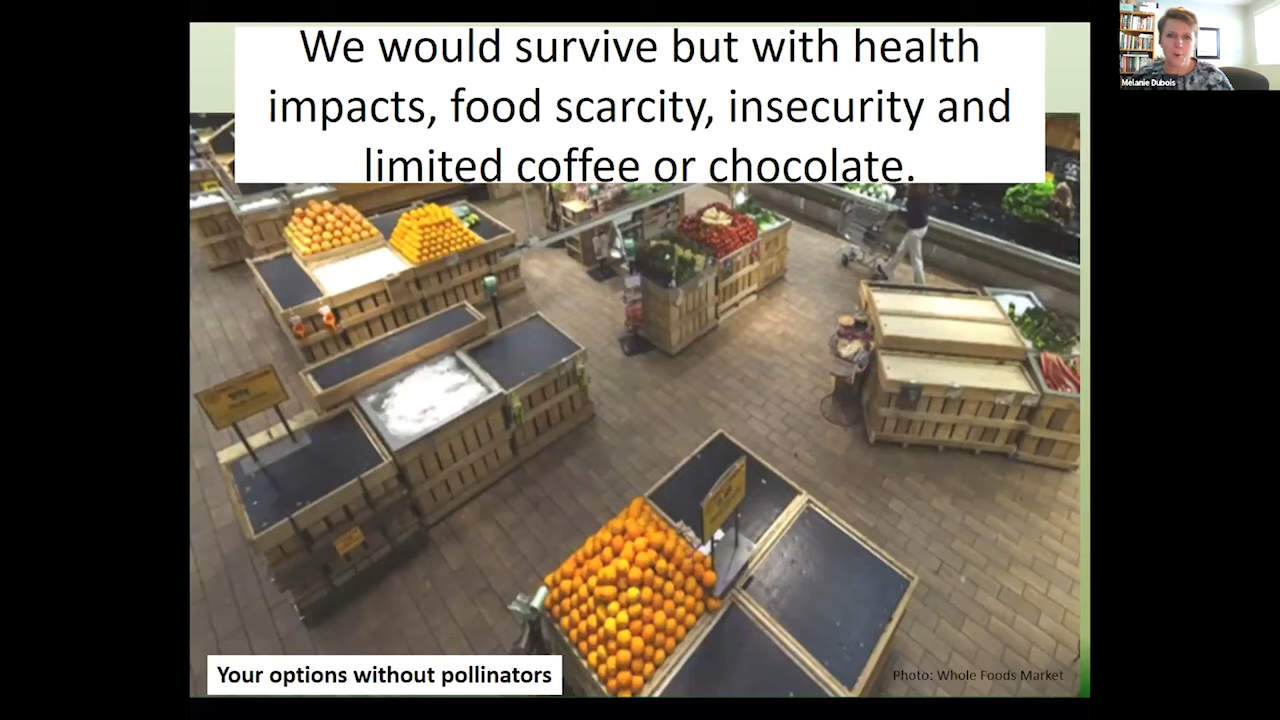 We would survive but with health
impacts, food scarcity, insecurity and
limited coffee or chocolate.
Melanie Dubois
Your options without pollinators
Photo: Whole Foods Market